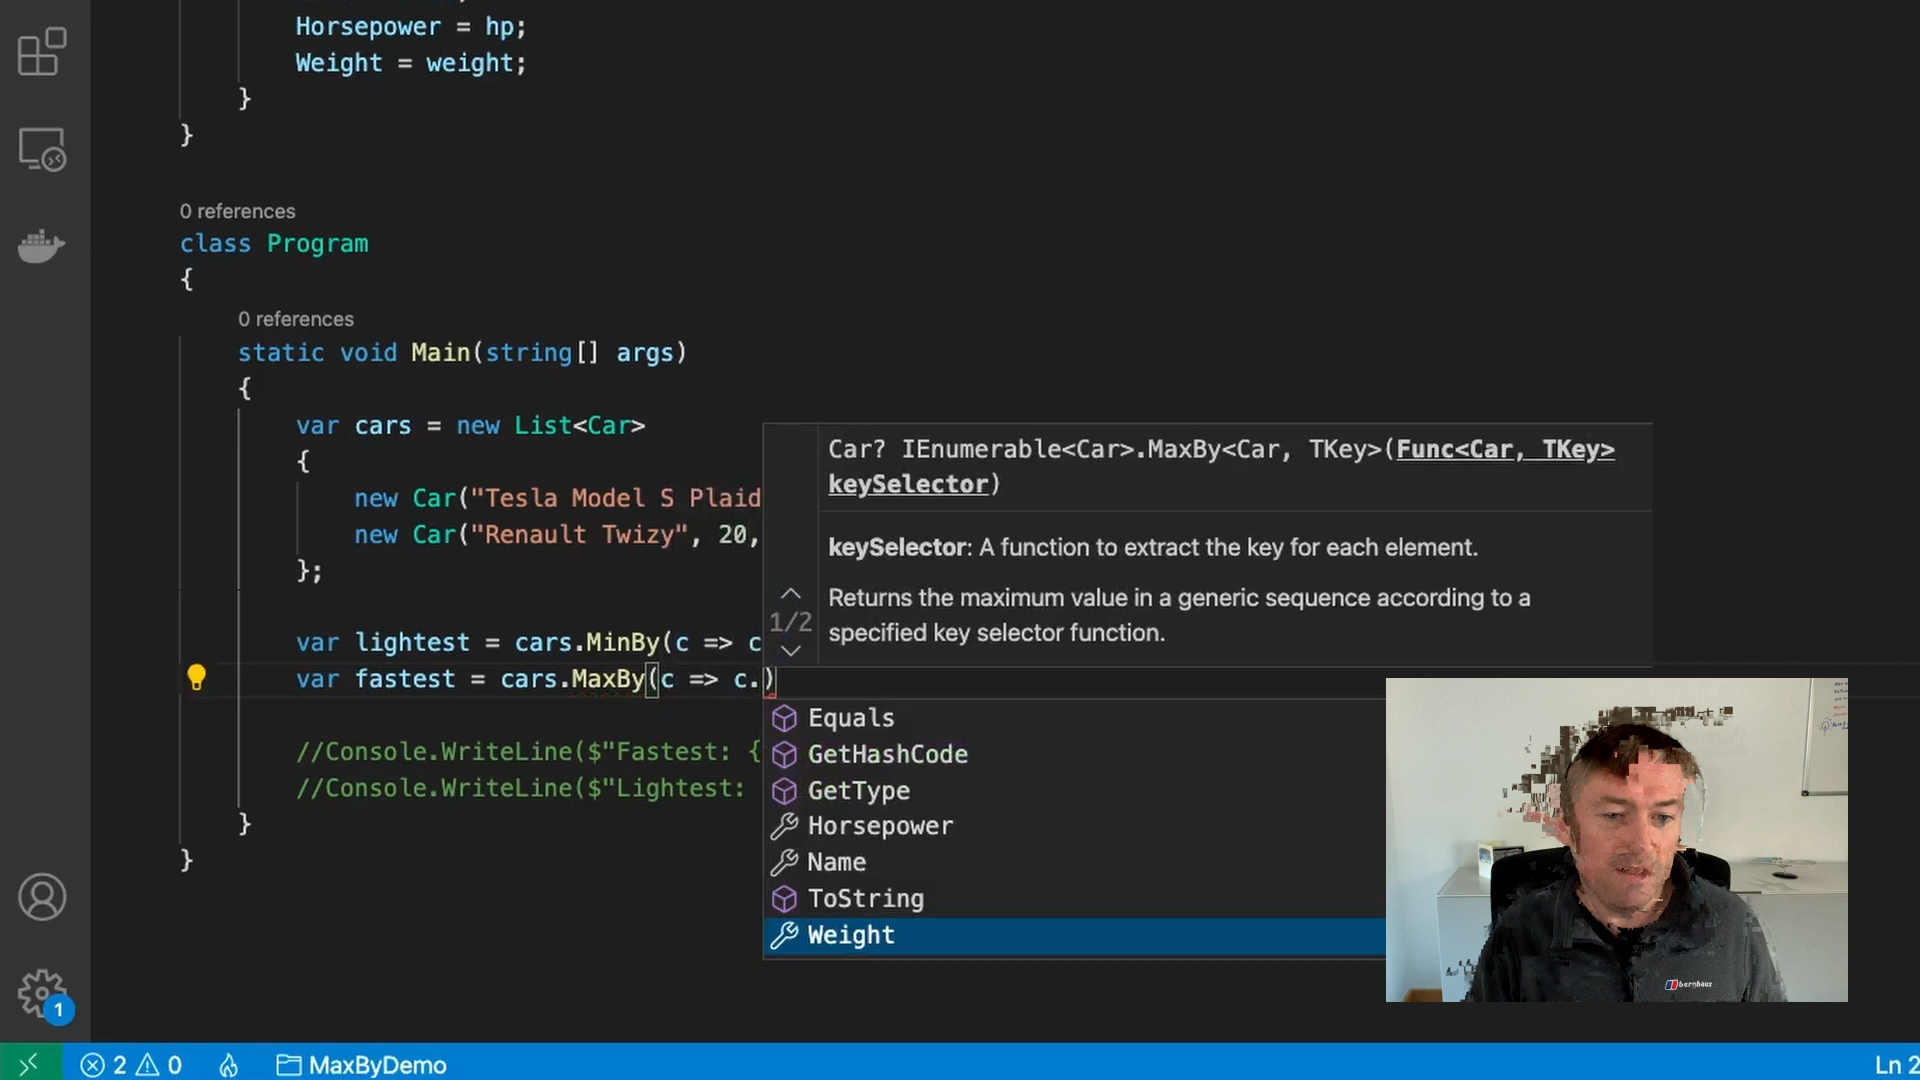 Horsepower = hp;
Weight = weight;
}
}
0 references
class Program
{
0 references
static void Main(string[] args)
{
var cars = new List<Car>
{
new Car("Tesla Model S Plaid
new Car("Renault Twizy", 20,
};
var lightest = cars.MinBy(c => c
var fastest = cars.MaxBy(c => c.)
//Console.WriteLine($"Fastest: {
//Console.WriteLine($"Lightest:
}
}
Car? IEnumerable<Car>.MaxBy<Car, TKey>(Func<Car, TKey>
keySelector)
keySelector: A function to extract the key for each element.
1/2
Returns the maximum value in a generic sequence according to a
specified key selector function.
Equals
GetHashCode
GetType
Horsepower
Name
ToString
Weight
1
2 0
MaxByDemo
Ln 2